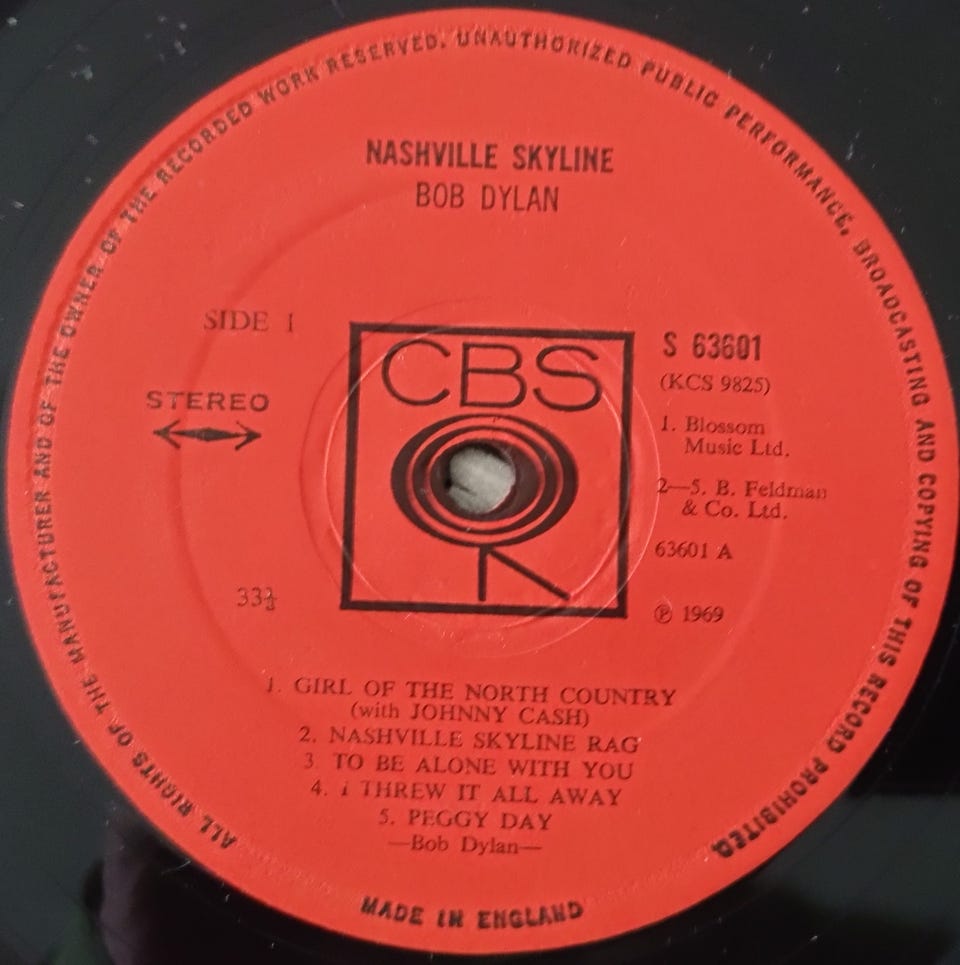 ALL RIGHTS OF THE MANUFACTURER AND OF THE OWNER OF THE RECORDED WORK RESERVED. UNAUTHORIZED PUBLIC PERFORMANCE, BROADCASTING AND COPYING OF THIS RECORD PROHIBITED
NASHVILLE SKYLINE
BOB DYLAN
SIDE 1
STEREO
33⅓
CBS
S 63601
(KCS 9825)
1. Blossom
Music Ltd.
2—5. B. Feldman
& Co. Ltd.
63601 A
℗ 1969
1. GIRL OF THE NORTH COUNTRY
(with JOHNNY CASH)
2. NASHVILLE SKYLINE RAG
3. TO BE ALONE WITH YOU
4. I THREW IT ALL AWAY
5. PEGGY DAY
—Bob Dylan—
MADE IN ENGLAND